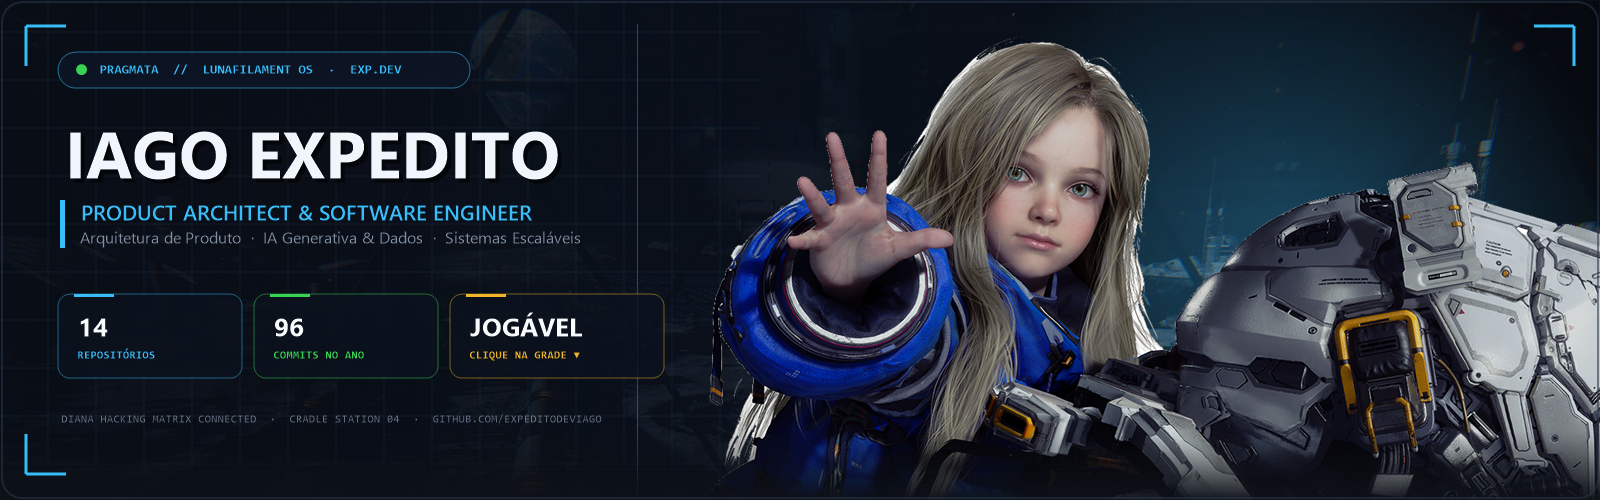 PRAGMATA // LUNAFILAMENT OS · EXP.DEV
IAGO EXPEDITO
PRODUCT ARCHITECT & SOFTWARE ENGINEER
Arquitetura de Produto · IA Generativa & Dados · Sistemas Escaláveis
14
REPOSITÓRIOS
96
COMMITS NO ANO
JOGÁVEL
CLIQUE NA GRADE ▼
DIANA HACKING MATRIX CONNECTED · CRADLE STATION 04 · GITHUB.COM/EXPEDITODEVIAGO
CAUTION